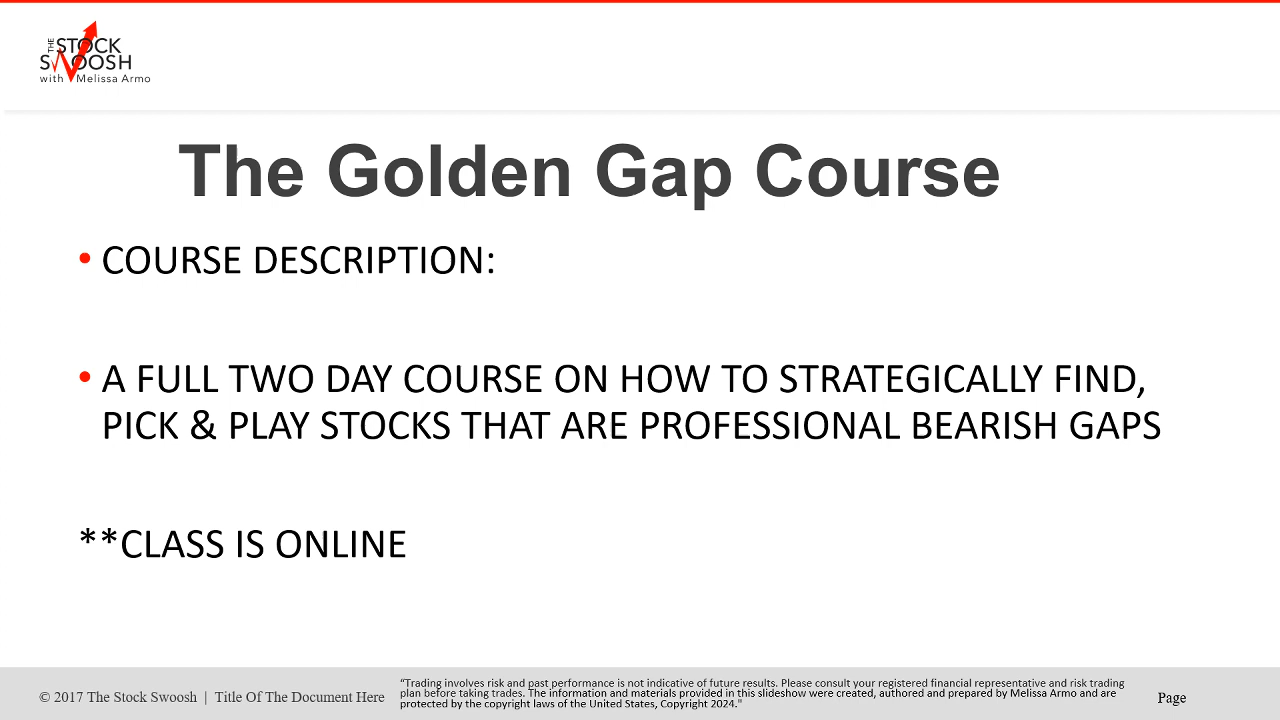 THE STOCK
SWOOSH
with Melissa Armo
The Golden Gap Course
• COURSE DESCRIPTION:
• A FULL TWO DAY COURSE ON HOW TO STRATEGICALLY FIND,
PICK & PLAY STOCKS THAT ARE PROFESSIONAL BEARISH GAPS
**CLASS IS ONLINE
© 2017 The Stock Swoosh | Title Of The Document Here
"Trading involves risk and past performance is not indicative of future results. Please consult your registered financial representative and risk trading
plan before taking trades. The information and materials provided in this slideshow were created, authored and prepared by Melissa Armo and are
protected by the copyright laws of the United States, Copyright 2024."
Page